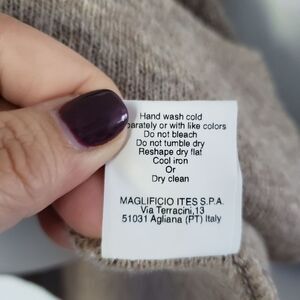 Hand wash cold
parately or with like colors
Do not bleach
Do not tumble dry
Reshape dry flat
Cool iron
Or
Dry clean
MAGLIFICIO ITES S.P.A.
Via Terracini,13
51031 Agliana (PT) Italy